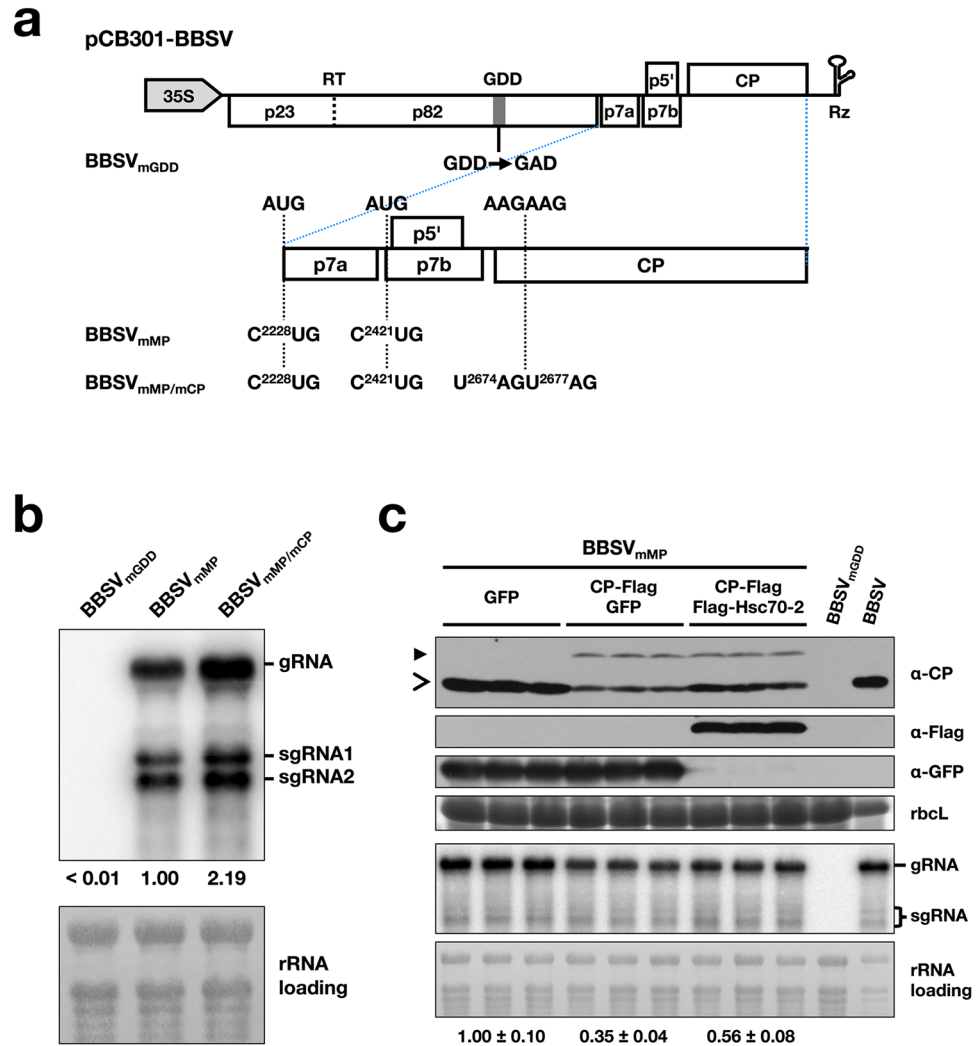 a
pCB301-BBSV
RT GDD p5' CP
35S p23 p82 p7a p7b Rz
BBSVmGDD GDD GAD
AUG AUG AAGAAG
p5'
p7a p7b CP
BBSVmMP C2228UG C2421UG
BBSVmMP/mCP C2228UG C2421UG U2674AGU2677AG
b
BBSVmGDD BBSVmMP BBSVmMP/mCP
gRNA
sgRNA1
sgRNA2
< 0.01 1.00 2.19
rRNA
loading
c
BBSVmMP BBSVmGDD BBSV
GFP CP-Flag GFP CP-Flag Flag-Hsc70-2
α-CP
α-Flag
α-GFP
rbcL
gRNA
sgRNA
rRNA
loading
1.00 ± 0.10 0.35 ± 0.04 0.56 ± 0.08